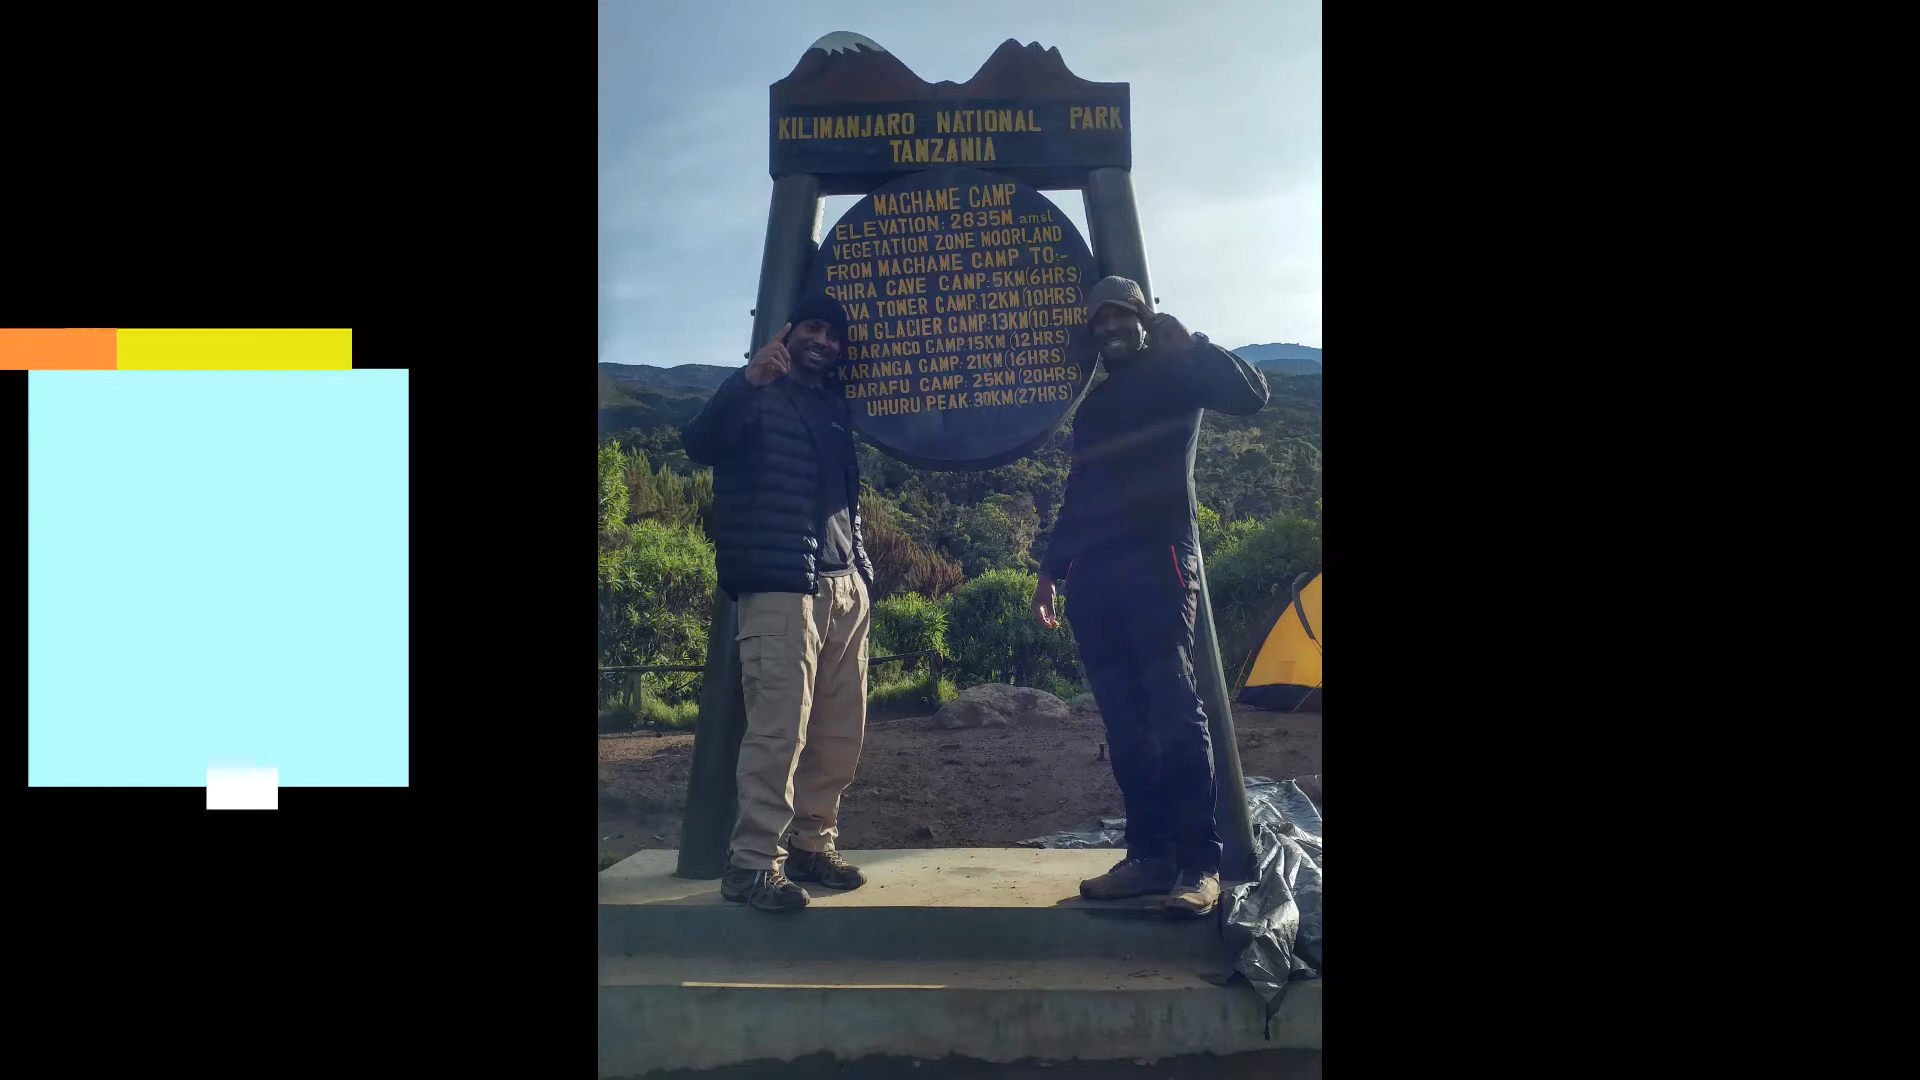 KILIMANJARO NATIONAL PARK
TANZANIA
MACHAME CAMP
ELEVATION: 2835M amsl
VEGETATION ZONE MOORLAND
FROM MACHAME CAMP TO:-
SHIRA CAVE CAMP:5KM(6HRS)
AVA TOWER CAMP:12KM(10HRS)
OW GLACIER CAMP:13KM(10.5HRS
BARANCO CAMP:15KM (12HRS)
KARANGA CAMP: 21KM(16HRS)
BARAFU CAMP: 25KM(20HRS)
UHURU PEAK:30KM(27HRS)